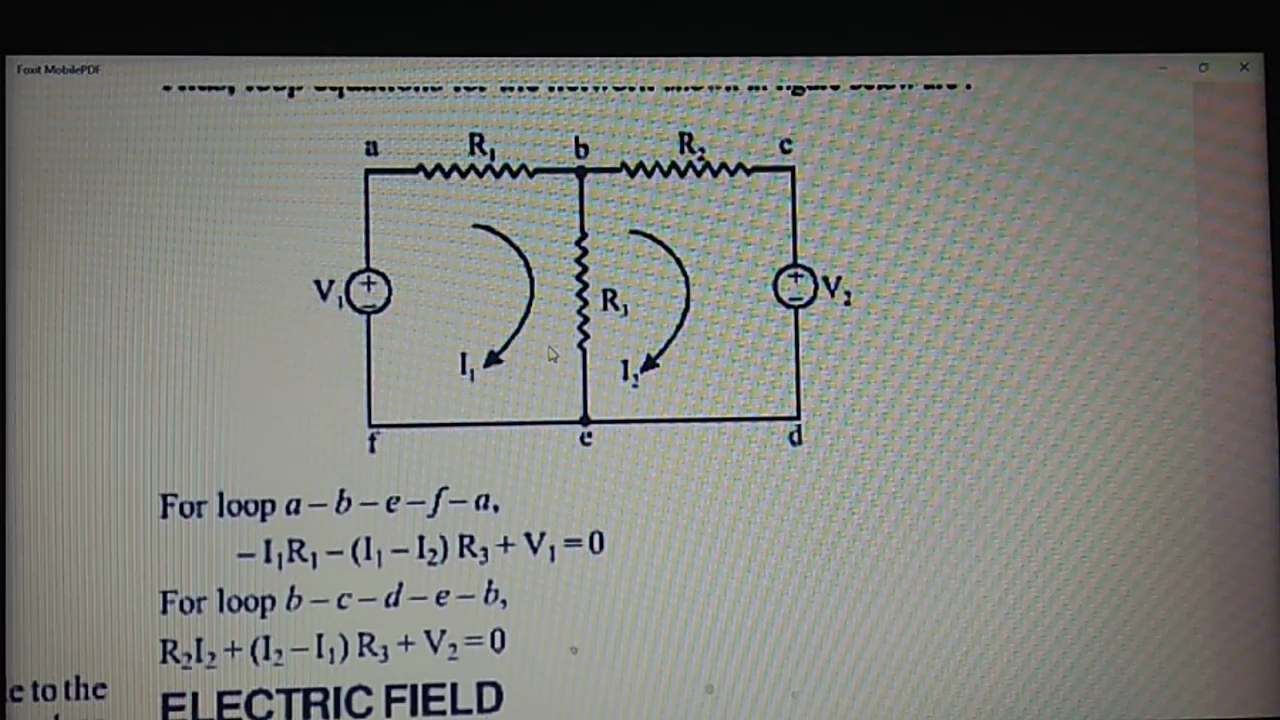 Foxit MobilePDF
a R₁ b R₂ c
V₁ + − R₃ + − V₂
I₁ I₂
f e d
For loop a – b – e – f – a,
– I₁R₁ – (I₁ – I₂) R₃ + V₁ = 0
For loop b – c – d – e – b,
R₂I₂ + (I₂ – I₁) R₃ + V₂ = 0
e to the
ELECTRIC FIELD